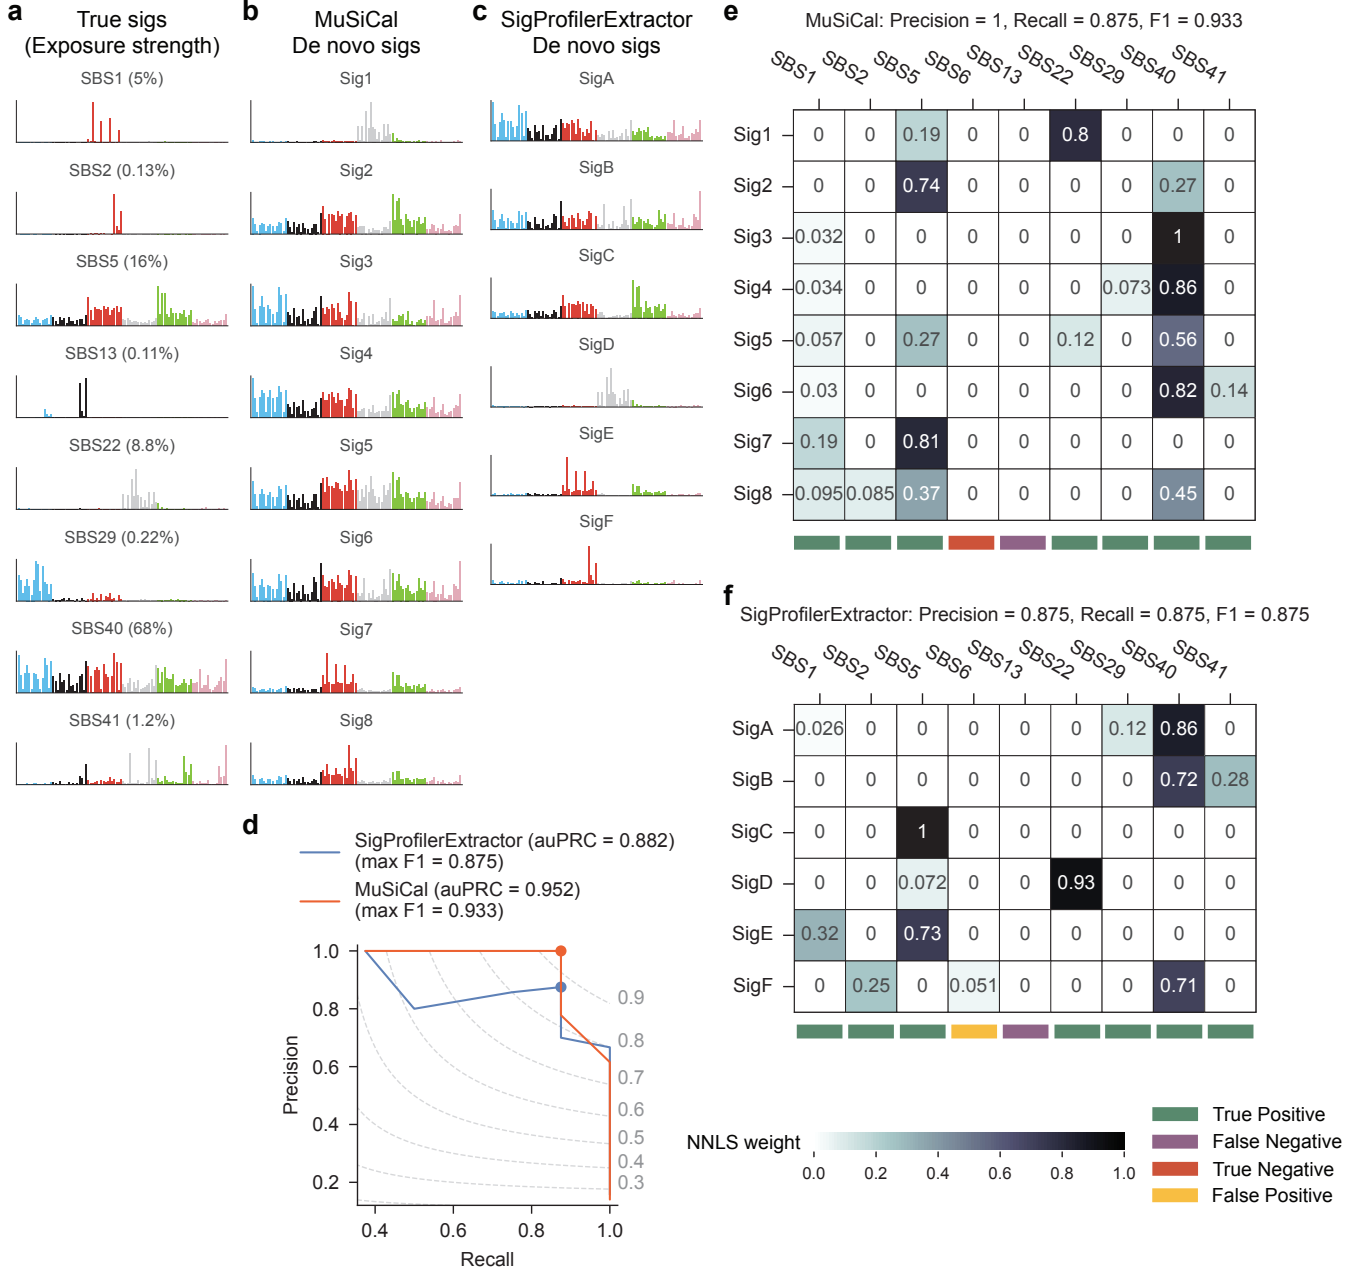 a
True sigs
(Exposure strength)
SBS1 (5%)
SBS2 (0.13%)
SBS5 (16%)
SBS13 (0.11%)
SBS22 (8.8%)
SBS29 (0.22%)
SBS40 (68%)
SBS41 (1.2%)
b
MuSiCal
De novo sigs
Sig1
Sig2
Sig3
Sig4
Sig5
Sig6
Sig7
Sig8
c
SigProfilerExtractor
De novo sigs
SigA
SigB
SigC
SigD
SigE
SigF
d
SigProfilerExtractor (auPRC = 0.882)
(max F1 = 0.875)
MuSiCal (auPRC = 0.952)
(max F1 = 0.933)
1.0
0.8
0.6
0.4
0.2
Precision
0.9
0.8
0.7
0.6
0.5
0.4
0.3
0.4 0.6 0.8 1.0
Recall
e
MuSiCal: Precision = 1, Recall = 0.875, F1 = 0.933
SBS1 SBS2 SBS5 SBS6 SBS13 SBS22 SBS29 SBS40 SBS41
Sig1 0 0 0.19 0 0 0.8 0 0 0
Sig2 0 0 0.74 0 0 0 0 0.27 0
Sig3 0.032 0 0 0 0 0 0 1 0
Sig4 0.034 0 0 0 0 0 0.073 0.86 0
Sig5 0.057 0 0.27 0 0 0.12 0 0.56 0
Sig6 0.03 0 0 0 0 0 0 0.82 0.14
Sig7 0.19 0 0.81 0 0 0 0 0 0
Sig8 0.095 0.085 0.37 0 0 0 0 0.45 0
f
SigProfilerExtractor: Precision = 0.875, Recall = 0.875, F1 = 0.875
SBS1 SBS2 SBS5 SBS6 SBS13 SBS22 SBS29 SBS40 SBS41
SigA 0.026 0 0 0 0 0 0.12 0.86 0
SigB 0 0 0 0 0 0 0 0.72 0.28
SigC 0 0 1 0 0 0 0 0 0
SigD 0 0 0.072 0 0 0.93 0 0 0
SigE 0.32 0 0.73 0 0 0 0 0 0
SigF 0 0.25 0 0.051 0 0 0 0.71 0
NNLS weight
0.0 0.2 0.4 0.6 0.8 1.0
True Positive
False Negative
True Negative
False Positive